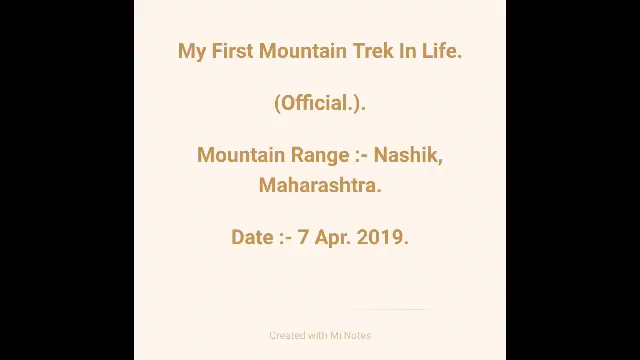 My First Mountain Trek In Life.
(Official.).
Mountain Range :- Nashik,
Maharashtra.
Date :- 7 Apr. 2019.
Created with Mi Notes